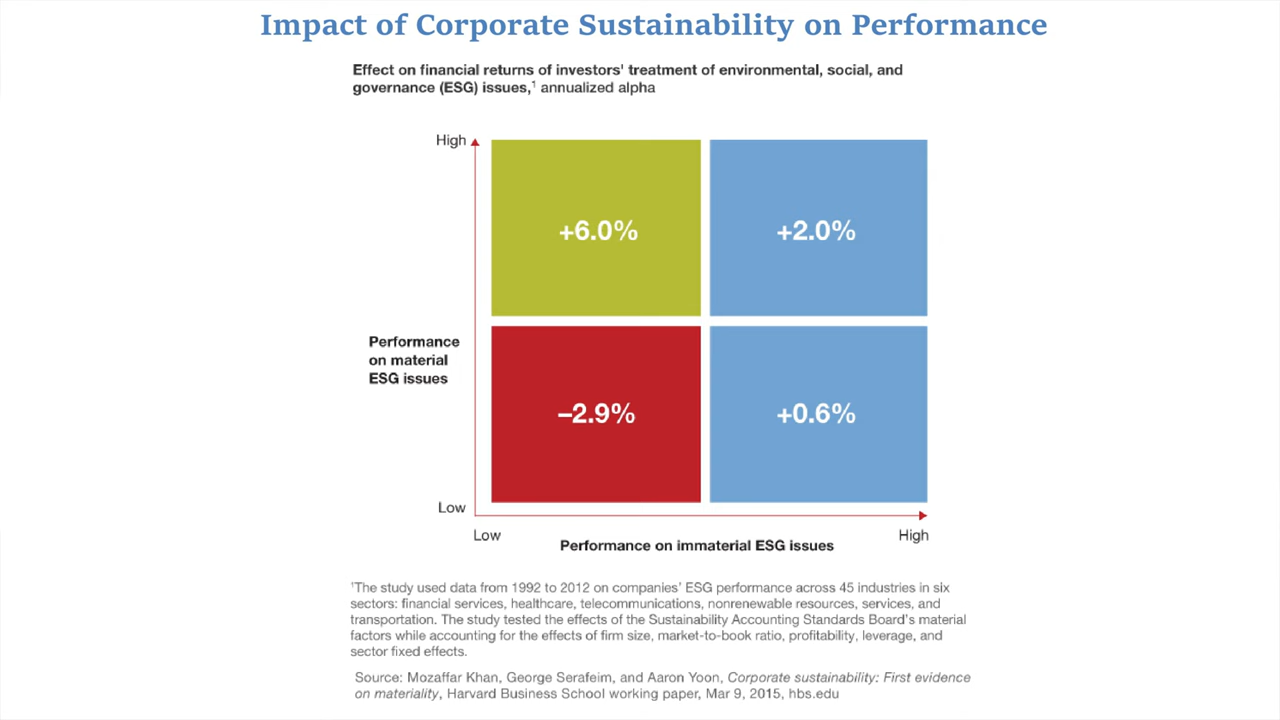 Impact of Corporate Sustainability on Performance
Effect on financial returns of investors' treatment of environmental, social, and
governance (ESG) issues,¹ annualized alpha
High
+6.0%
+2.0%
Performance
on material
ESG issues
–2.9%
+0.6%
Low
Low
High
Performance on immaterial ESG issues
¹The study used data from 1992 to 2012 on companies' ESG performance across 45 industries in six
sectors: financial services, healthcare, telecommunications, nonrenewable resources, services, and
transportation. The study tested the effects of the Sustainability Accounting Standards Board's material
factors while accounting for the effects of firm size, market-to-book ratio, profitability, leverage, and
sector fixed effects.
Source: Mozaffar Khan, George Serafeim, and Aaron Yoon, Corporate sustainability: First evidence
on materiality, Harvard Business School working paper, Mar 9, 2015, hbs.edu